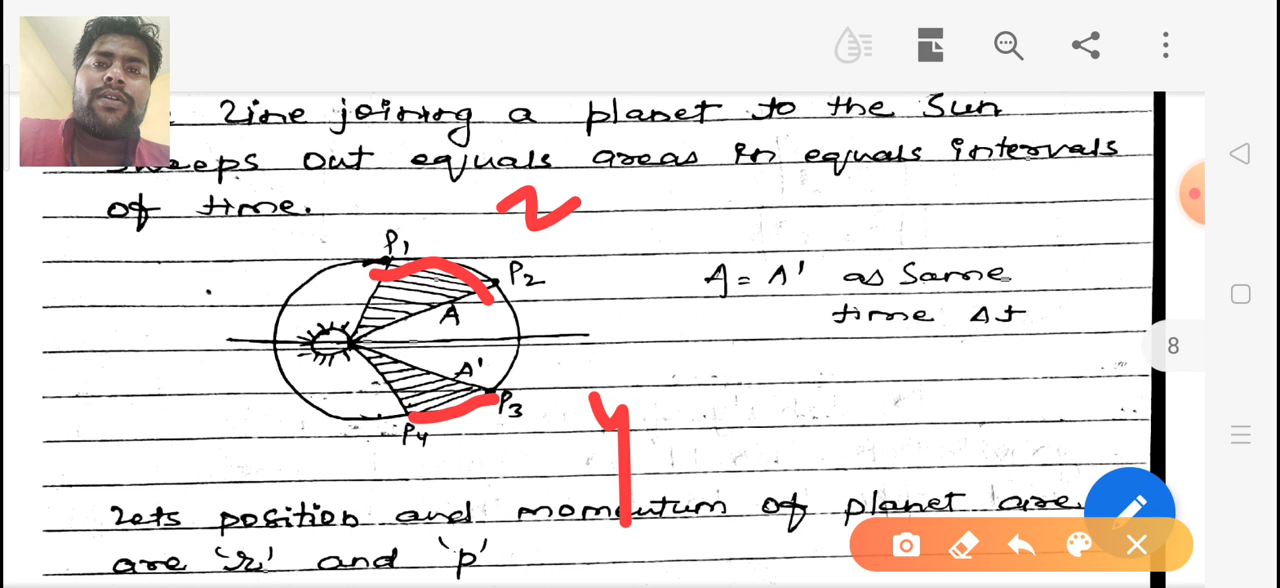 line joining a planet to the Sun
sweeps out equals areas in equals intervals
of time.
P1
P2
A
A = A' as same
time Δt
A'
P3
P4
8
Lets position and momentum of planet are
are 'r' and 'p'